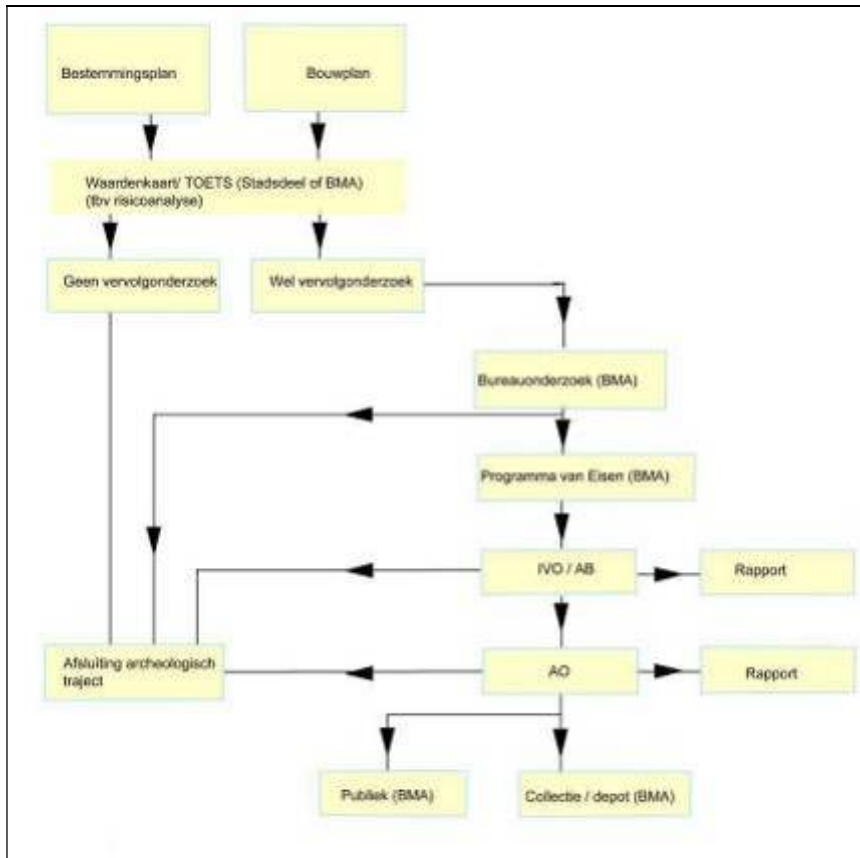 Bestemmingsplan
Bouwplan
Waardenkaart/ TOETS (Stadsdeel of BMA)
(tbv risicoanalyse)
Geen vervolgonderzoek
Wel vervolgonderzoek
Bureauonderzoek (BMA)
Programma van Eisen (BMA)
IVO / AB
Rapport
Afsluiting archeologisch
traject
AO
Rapport
Publiek (BMA)
Collectie / depot (BMA)